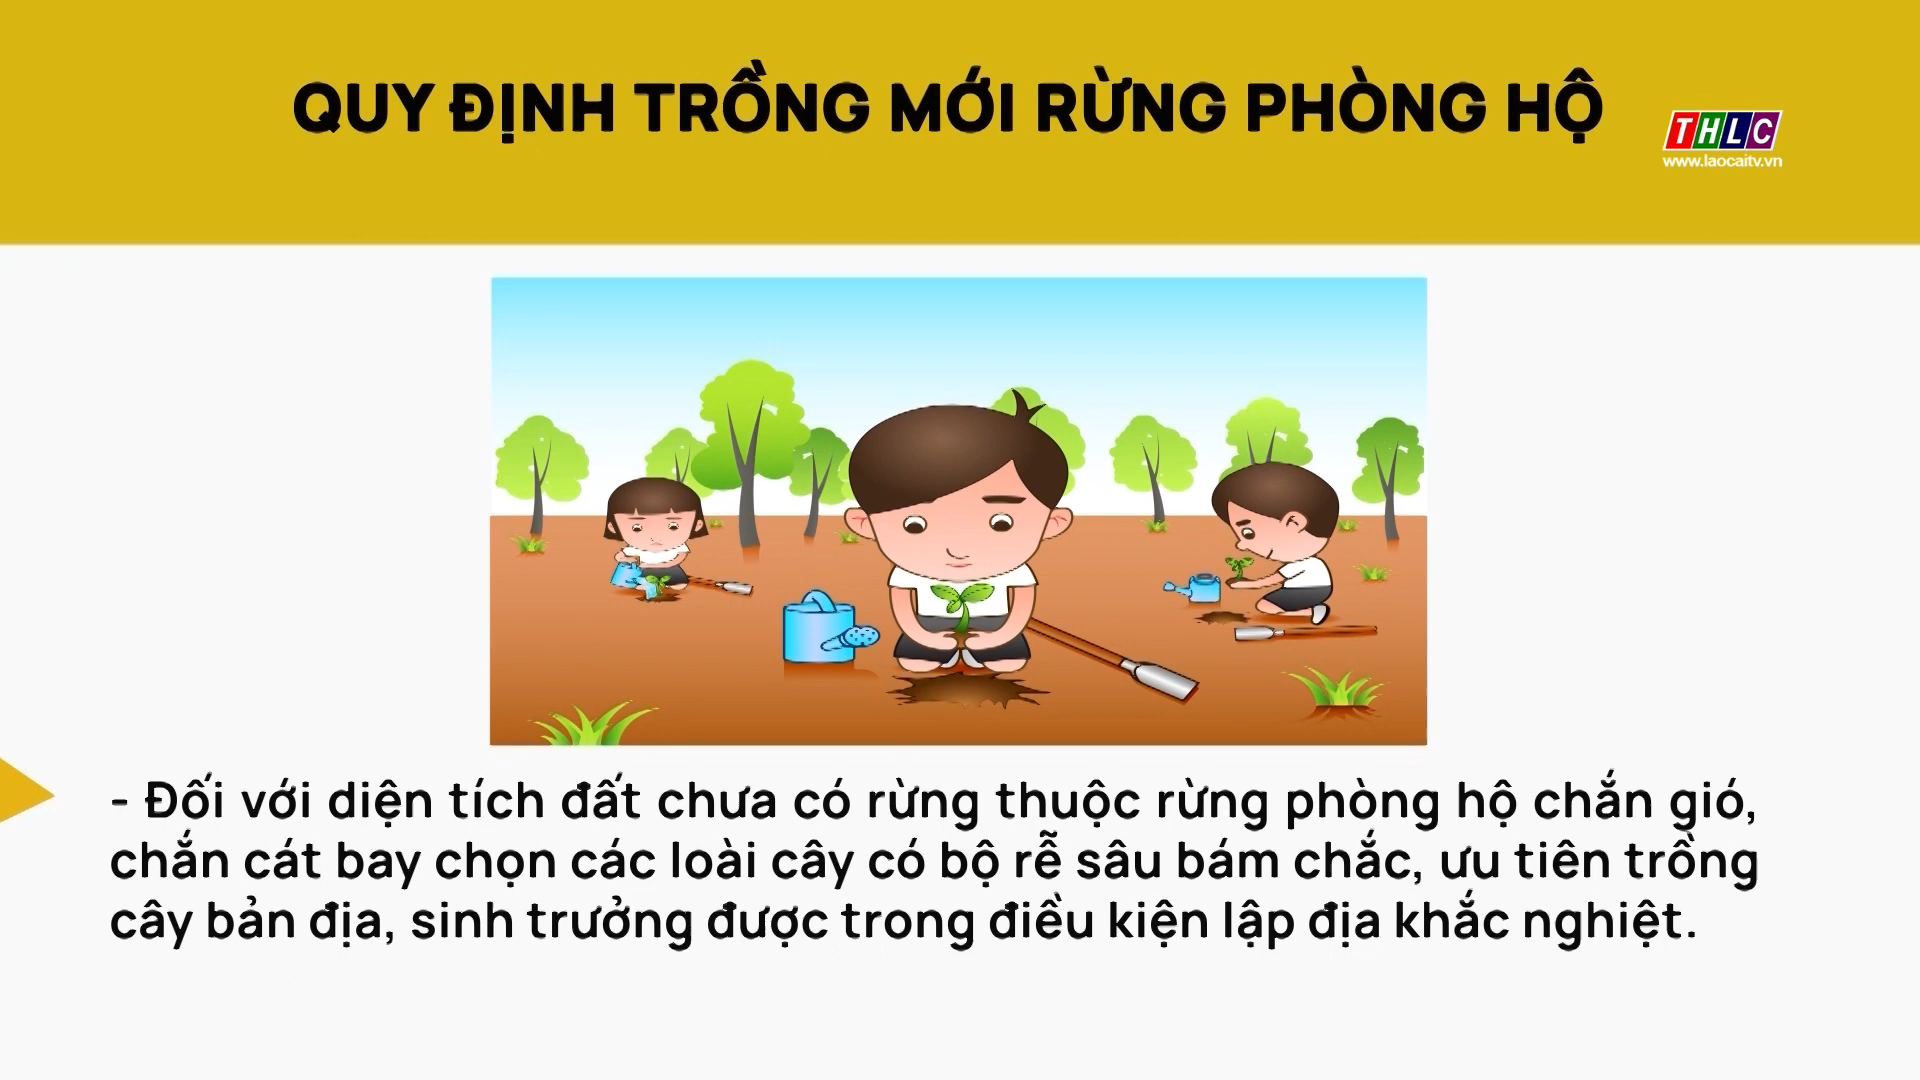 QUY ĐỊNH TRỒNG MỚI RỪNG PHÒNG HỘ
THLC
www.laocaitv.vn
- Đối với diện tích đất chưa có rừng thuộc rừng phòng hộ chắn gió,
chắn cát bay chọn các loài cây có bộ rễ sâu bám chắc, ưu tiên trồng
cây bản địa, sinh trưởng được trong điều kiện lập địa khắc nghiệt.